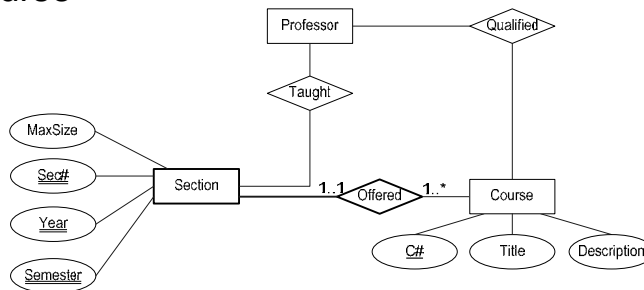 Professor
Qualified
Taught
MaxSize
Sec#
Section
1..1
Offered
1..*
Course
Year
C#
Title
Description
Semester